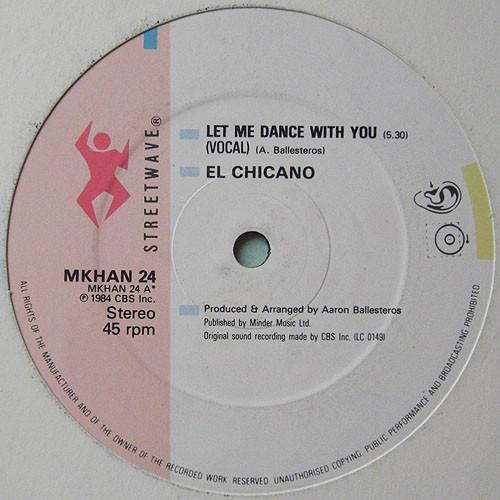 STREETWAVE®
LET ME DANCE WITH YOU (5.30)
(VOCAL) (A. Ballesteros)
EL CHICANO
MKHAN 24
MKHAN 24 A*
℗ 1984 CBS Inc.
Stereo
45 rpm
Produced & Arranged by Aaron Ballesteros
Published by Minder Music Ltd.
Original sound recording made by CBS Inc. (LC 0149)
ALL RIGHTS OF THE MANUFACTURER AND OF THE OWNER OF THE RECORDED WORK RESERVED UNAUTHORISED COPYING, PUBLIC PERFORMANCE AND BROADCASTING PROHIBITED